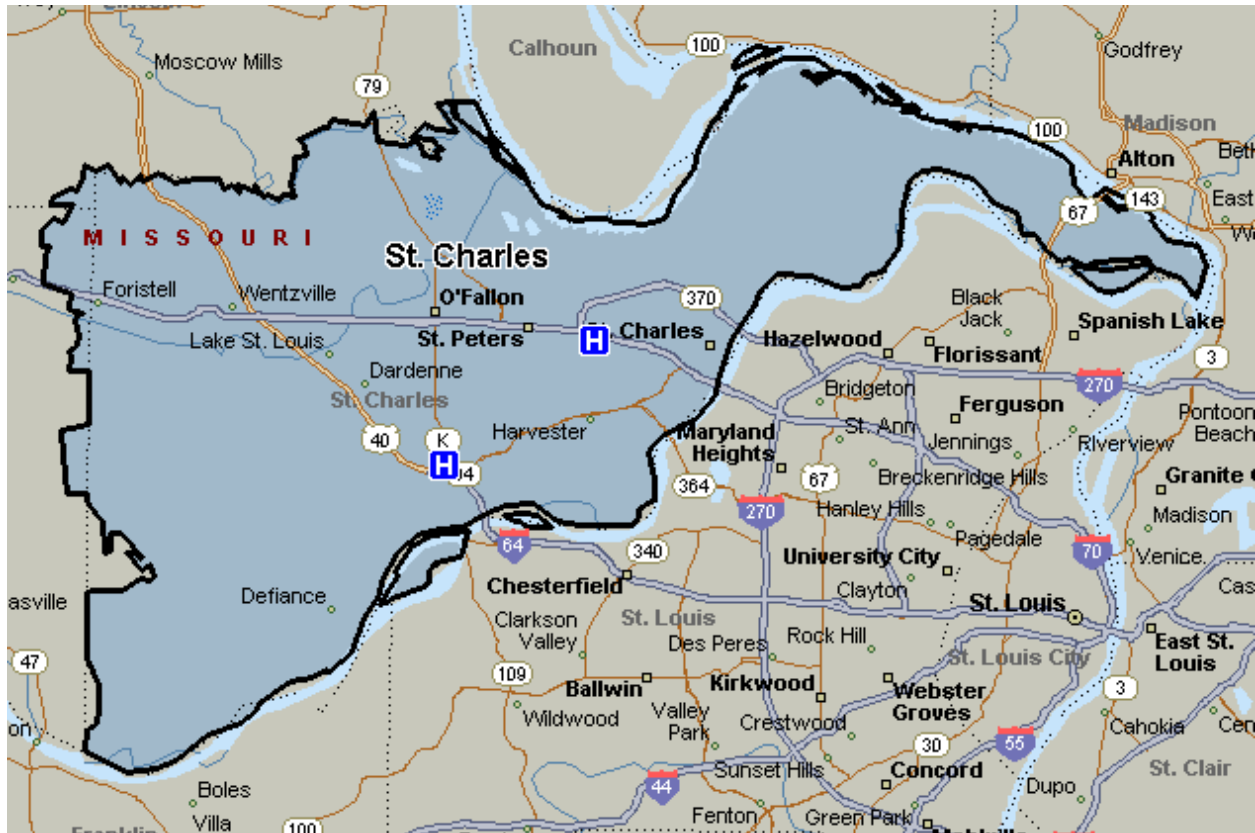 Calhoun
100
Godfrey
Moscow Mills
79
100
Madison
Alton
67
143
East
MISSOURI
St. Charles
Foristell
Wentzville
O'Fallon
370
Black
Jack
Lake St. Louis
St. Peters
Charles
Hazelwood
Florissant
Spanish Lake
3
Dardenne
St. Charles
Bridgeton
270
Ferguson
Pontoon
Beach
40
K
Harvester
H
H
Maryland
Heights
St. Ann
Jennings
Riverview
364
67
Breckenridge Hills
Granite
270
Hanley Hills
Madison
64
340
University City
Pagedale
70
Venice
Chesterfield
Clayton
Defiance
St. Louis
St. Louis
Clarkson
Valley
Des Peres
Rock Hill
East St.
Louis
47
109
St. Louis City
Ballwin
Kirkwood
Webster
Groves
3
Wildwood
Valley
Park
Crestwood
Cahokia
30
55
St. Clair
Sunset Hills
Concord
44
Dupo
Boles
Villa
Fenton
Green Park
100